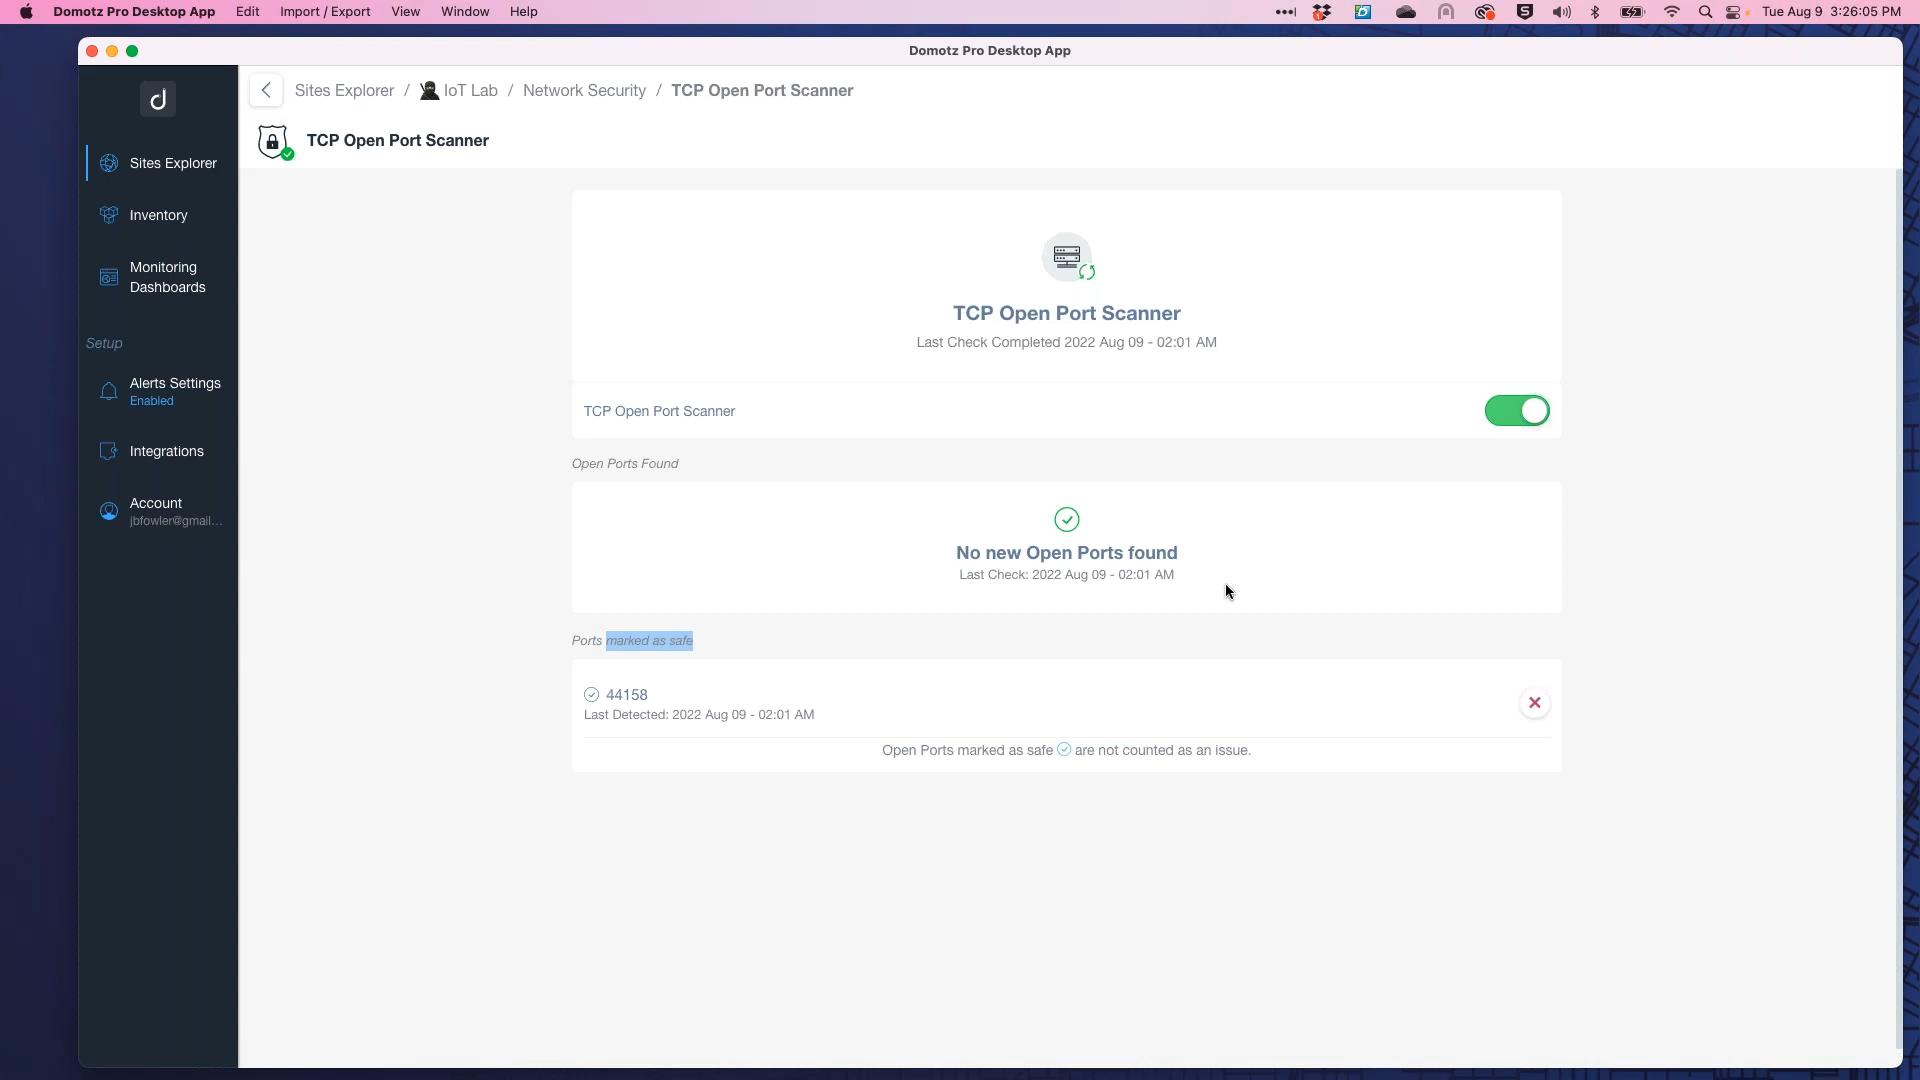 Domotz Pro Desktop App Edit Import / Export View Window Help Tue Aug 9 3:26:05 PM
Domotz Pro Desktop App
Sites Explorer / IoT Lab / Network Security / TCP Open Port Scanner
TCP Open Port Scanner
Sites Explorer
Inventory
Monitoring
Dashboards
Setup
Alerts Settings
Enabled
Integrations
Account
jbfowler@gmail...
TCP Open Port Scanner
Last Check Completed 2022 Aug 09 - 02:01 AM
TCP Open Port Scanner
Open Ports Found
No new Open Ports found
Last Check: 2022 Aug 09 - 02:01 AM
Ports marked as safe
44158
Last Detected: 2022 Aug 09 - 02:01 AM
Open Ports marked as safe are not counted as an issue.